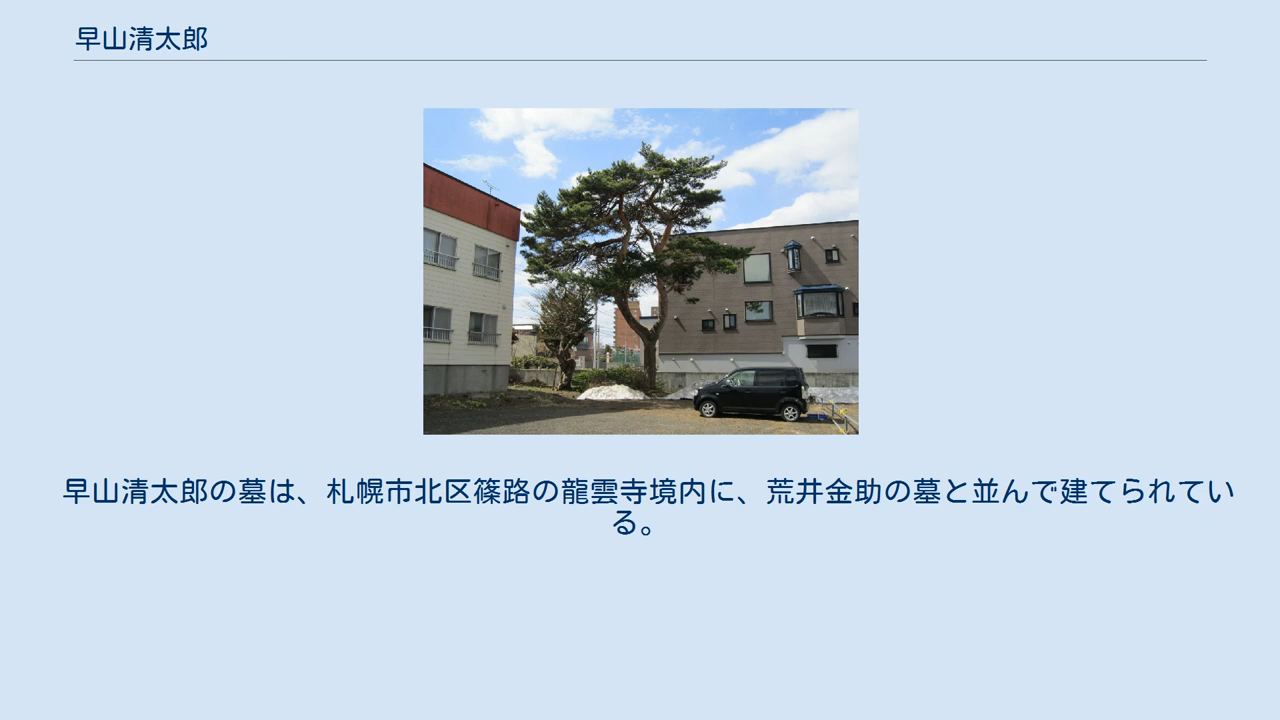 早山清太郎
早山清太郎の墓は、札幌市北区篠路の龍雲寺境内に、荒井金助の墓と並んで建てられてい
る。